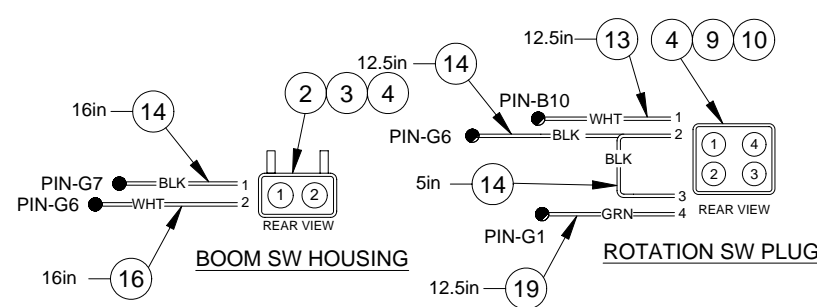 16in
14
2 3 4
PIN-G7
BLK
1
PIN-G6
WHT
2
1 2
REAR VIEW
16in
16
BOOM SW HOUSING
12.5in
13
4 9 10
12.5in
14
PIN-B10
WHT
1
PIN-G6
BLK
2
BLK
1 4
2 3
5in
14
3
REAR VIEW
GRN
4
PIN-G1
ROTATION SW PLUG
12.5in
19